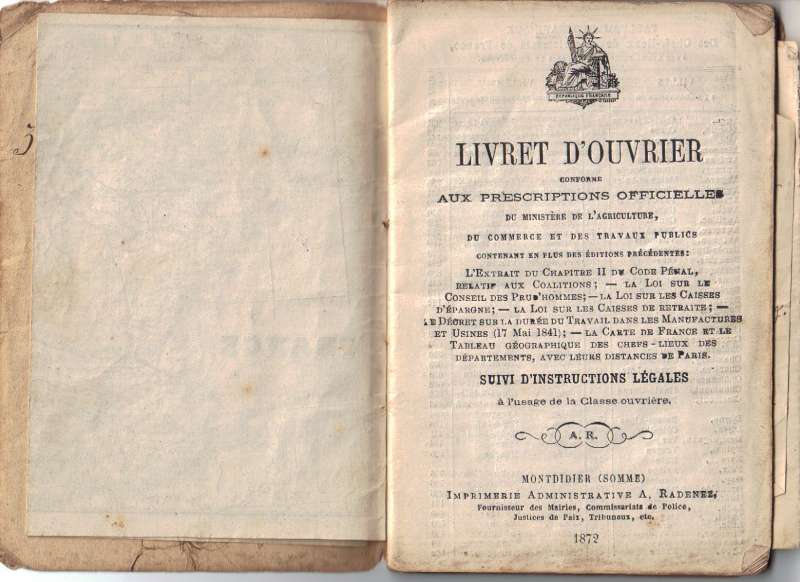 3
RÉPUBLIQUE FRANÇAISE
LIVRET D'OUVRIER
CONFORME
AUX PRESCRIPTIONS OFFICIELLES
DU MINISTÈRE DE L'AGRICULTURE,
DU COMMERCE ET DES TRAVAUX PUBLICS
CONTENANT EN PLUS DES ÉDITIONS PRÉCÉDENTES:
L'EXTRAIT DU CHAPITRE II DU CODE PÉNAL,
RELATIF AUX COALITIONS; — LA LOI SUR LE
CONSEIL DES PRUD'HOMMES; — LA LOI SUR LES CAISSES
D'ÉPARGNE; — LA LOI SUR LES CAISSES DE RETRAITE; —
LE DÉCRET SUR LA DURÉE DU TRAVAIL DANS LES MANUFACTURES
ET USINES (17 MAI 1841); — LA CARTE DE FRANCE ET LE
TABLEAU GÉOGRAPHIQUE DES CHEFS-LIEUX DES
DÉPARTEMENTS, AVEC LEURS DISTANCES DE PARIS.
SUIVI D'INSTRUCTIONS LÉGALES
à l'usage de la Classe ouvrière.
A. R.
MONTDIDIER (SOMME)
IMPRIMERIE ADMINISTRATIVE A. RADENEZ,
Fournisseur des Mairies, Commissariats de Police,
Justices de Paix, Tribunaux, etc.
1872